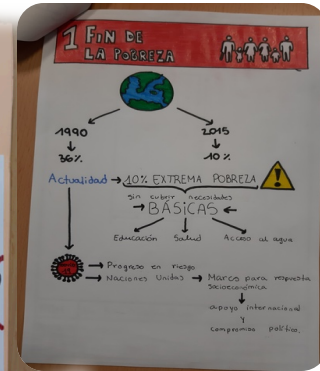 1 FIN DE
LA POBREZA
1990
2015
36%
10%
Actualidad → 10% EXTREMA POBREZA
sin cubrir necesidades
→ BÁSICAS ←
Educación Salud Acceso al agua
→ Progreso en riesgo
→ Naciones Unidas → Marco para respuesta
socioeconómica
apoyo internacional
y
compromiso político.